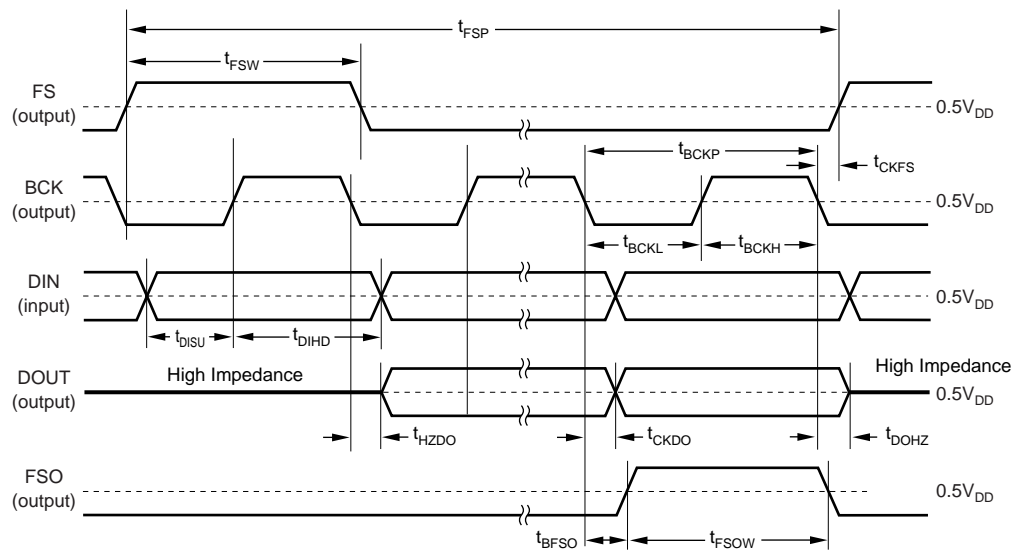 tFSP
tFSW
FS
(output)
0.5VDD
tBCKP
tCKFS
BCK
(output)
0.5VDD
tBCKL
tBCKH
DIN
(input)
0.5VDD
tDISU
tDIHD
DOUT
(output)
High Impedance
High Impedance
0.5VDD
tHZDO
tCKDO
tDOHZ
FSO
(output)
0.5VDD
tBFSO
tFSOW